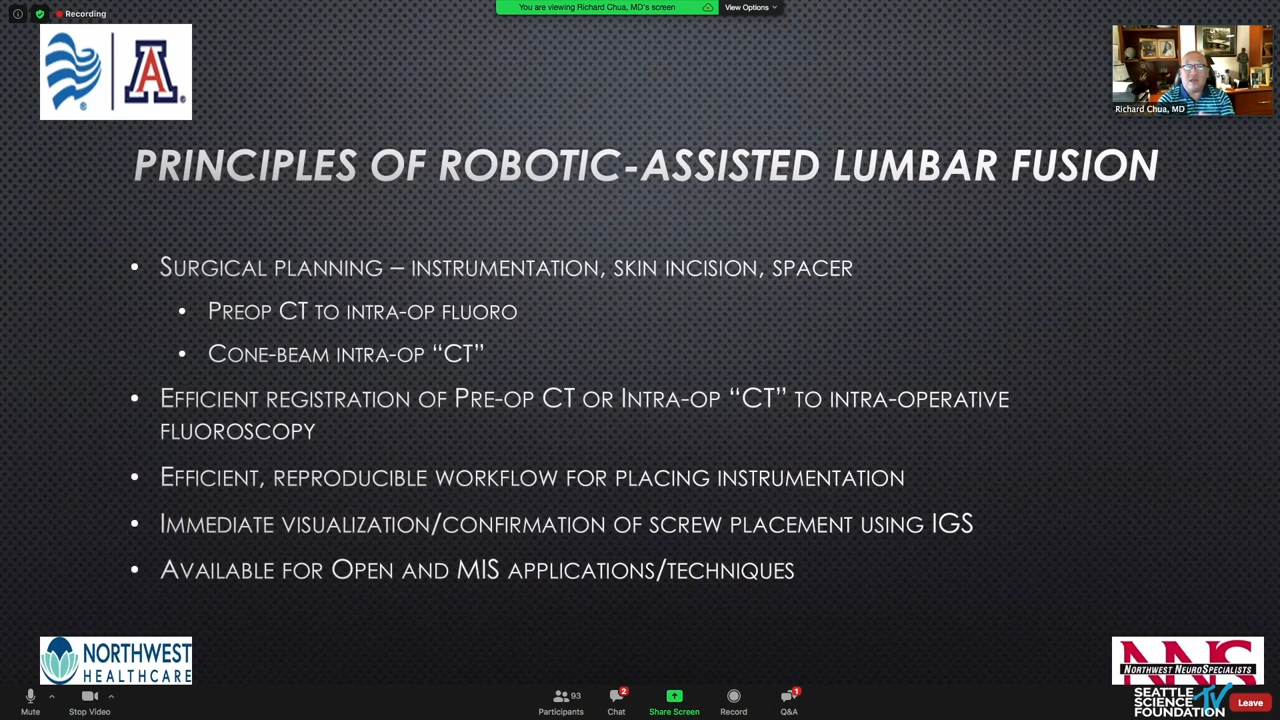 Recording
You are viewing Richard Chua, MD's screen
View Options
A
Richard Chua, MD
PRINCIPLES OF ROBOTIC-ASSISTED LUMBAR FUSION
• SURGICAL PLANNING – INSTRUMENTATION, SKIN INCISION, SPACER
• PREOP CT TO INTRA-OP FLUORO
• CONE-BEAM INTRA-OP “CT”
• EFFICIENT REGISTRATION OF PRE-OP CT OR INTRA-OP “CT” TO INTRA-OPERATIVE
FLUOROSCOPY
• EFFICIENT, REPRODUCIBLE WORKFLOW FOR PLACING INSTRUMENTATION
• IMMEDIATE VISUALIZATION/CONFIRMATION OF SCREW PLACEMENT USING IGS
• AVAILABLE FOR OPEN AND MIS APPLICATIONS/TECHNIQUES
NORTHWEST
HEALTHCARE
NNS
NORTHWEST NEUROSPECIALISTS
SEATTLE
SCIENCE
FOUNDATION
TV
Mute
Stop Video
93
Participants
2
Chat
Share Screen
Record
1
Q&A
Leave